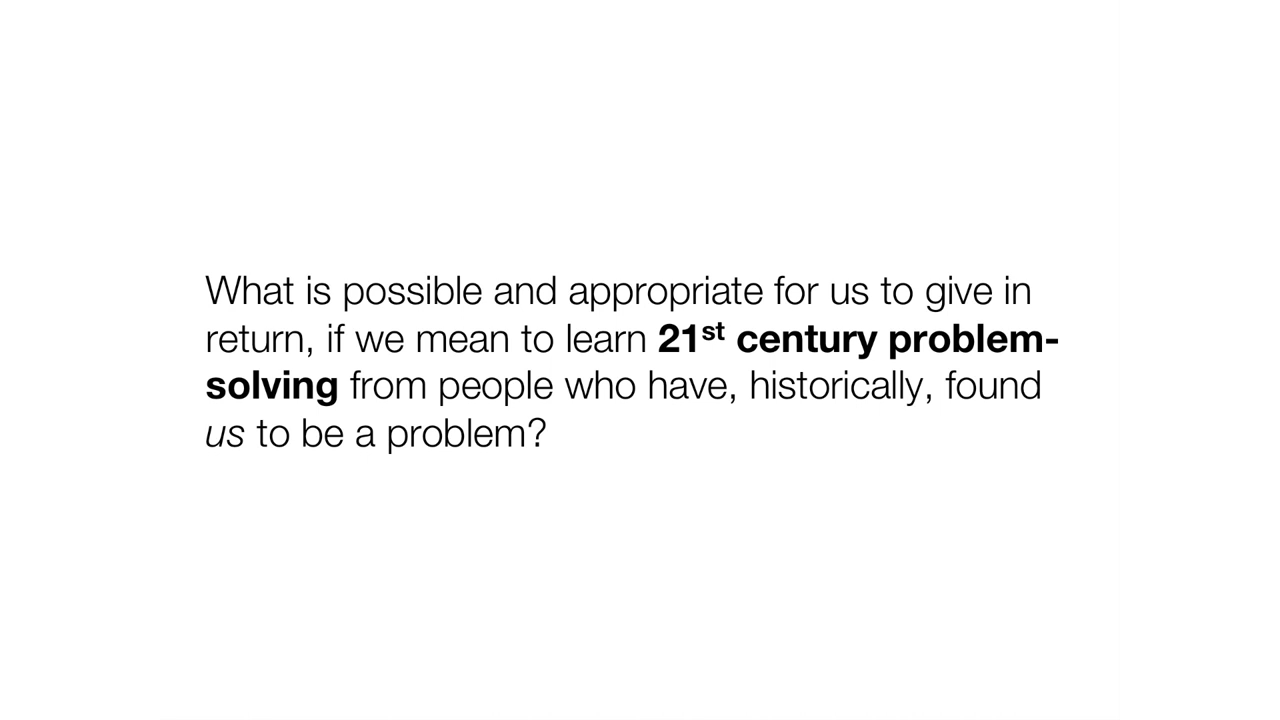 What is possible and appropriate for us to give in
return, if we mean to learn 21st century problem-
solving from people who have, historically, found
us to be a problem?